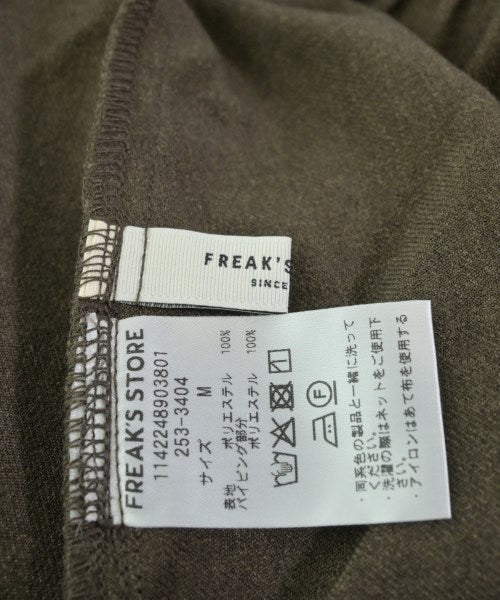 FREAK'S
SINCE
FREAK'S STORE
1142248903801
253-3404
サイズ M
表地 ポリエステル 100%
パイピング部分
ポリエステル 100%
・同系色の製品と一緒に洗って
ください。
・洗濯の際はネットをご使用下
さい。
・アイロンはあて布を使用する